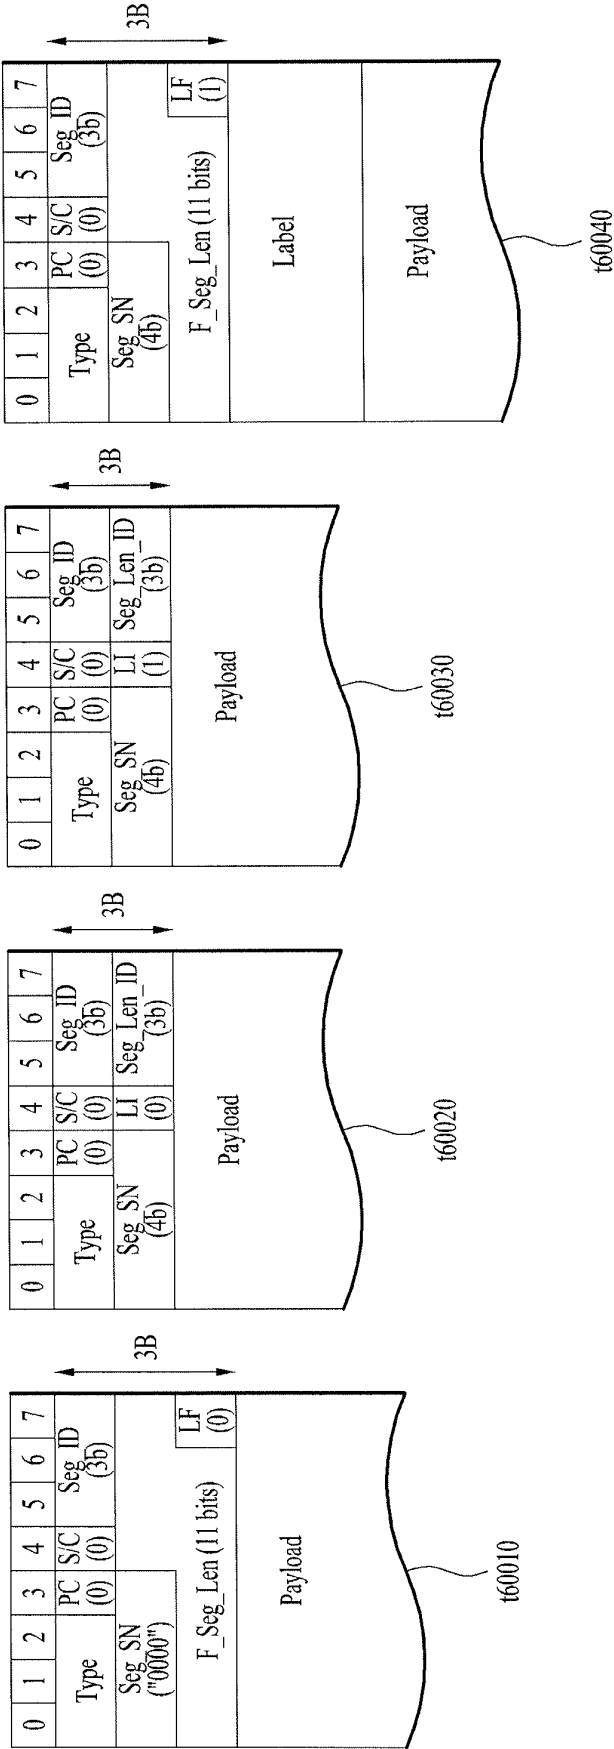 0 1 2 3 4 5 6 7
Type
PC
(0)
S/C
(0)
Seg_ID
(3b)
Seg_SN
("0000")
F_Seg_Len (11 bits)
LF
(0)
Payload
3B
t60010
0 1 2 3 4 5 6 7
Type
PC
(0)
S/C
(0)
Seg_ID
(3b)
Seg_SN
(4b)
LI
(0)
Seg_Len_ID
(3b)
Payload
3B
t60020
0 1 2 3 4 5 6 7
Type
PC
(0)
S/C
(0)
Seg_ID
(3b)
Seg_SN
(4b)
LI
(1)
Seg_Len_ID
(3b)
Payload
3B
t60030
0 1 2 3 4 5 6 7
Type
PC
(0)
S/C
(0)
Seg_ID
(3b)
Seg_SN
(4b)
F_Seg_Len (11 bits)
LF
(1)
Label
Payload
3B
t60040